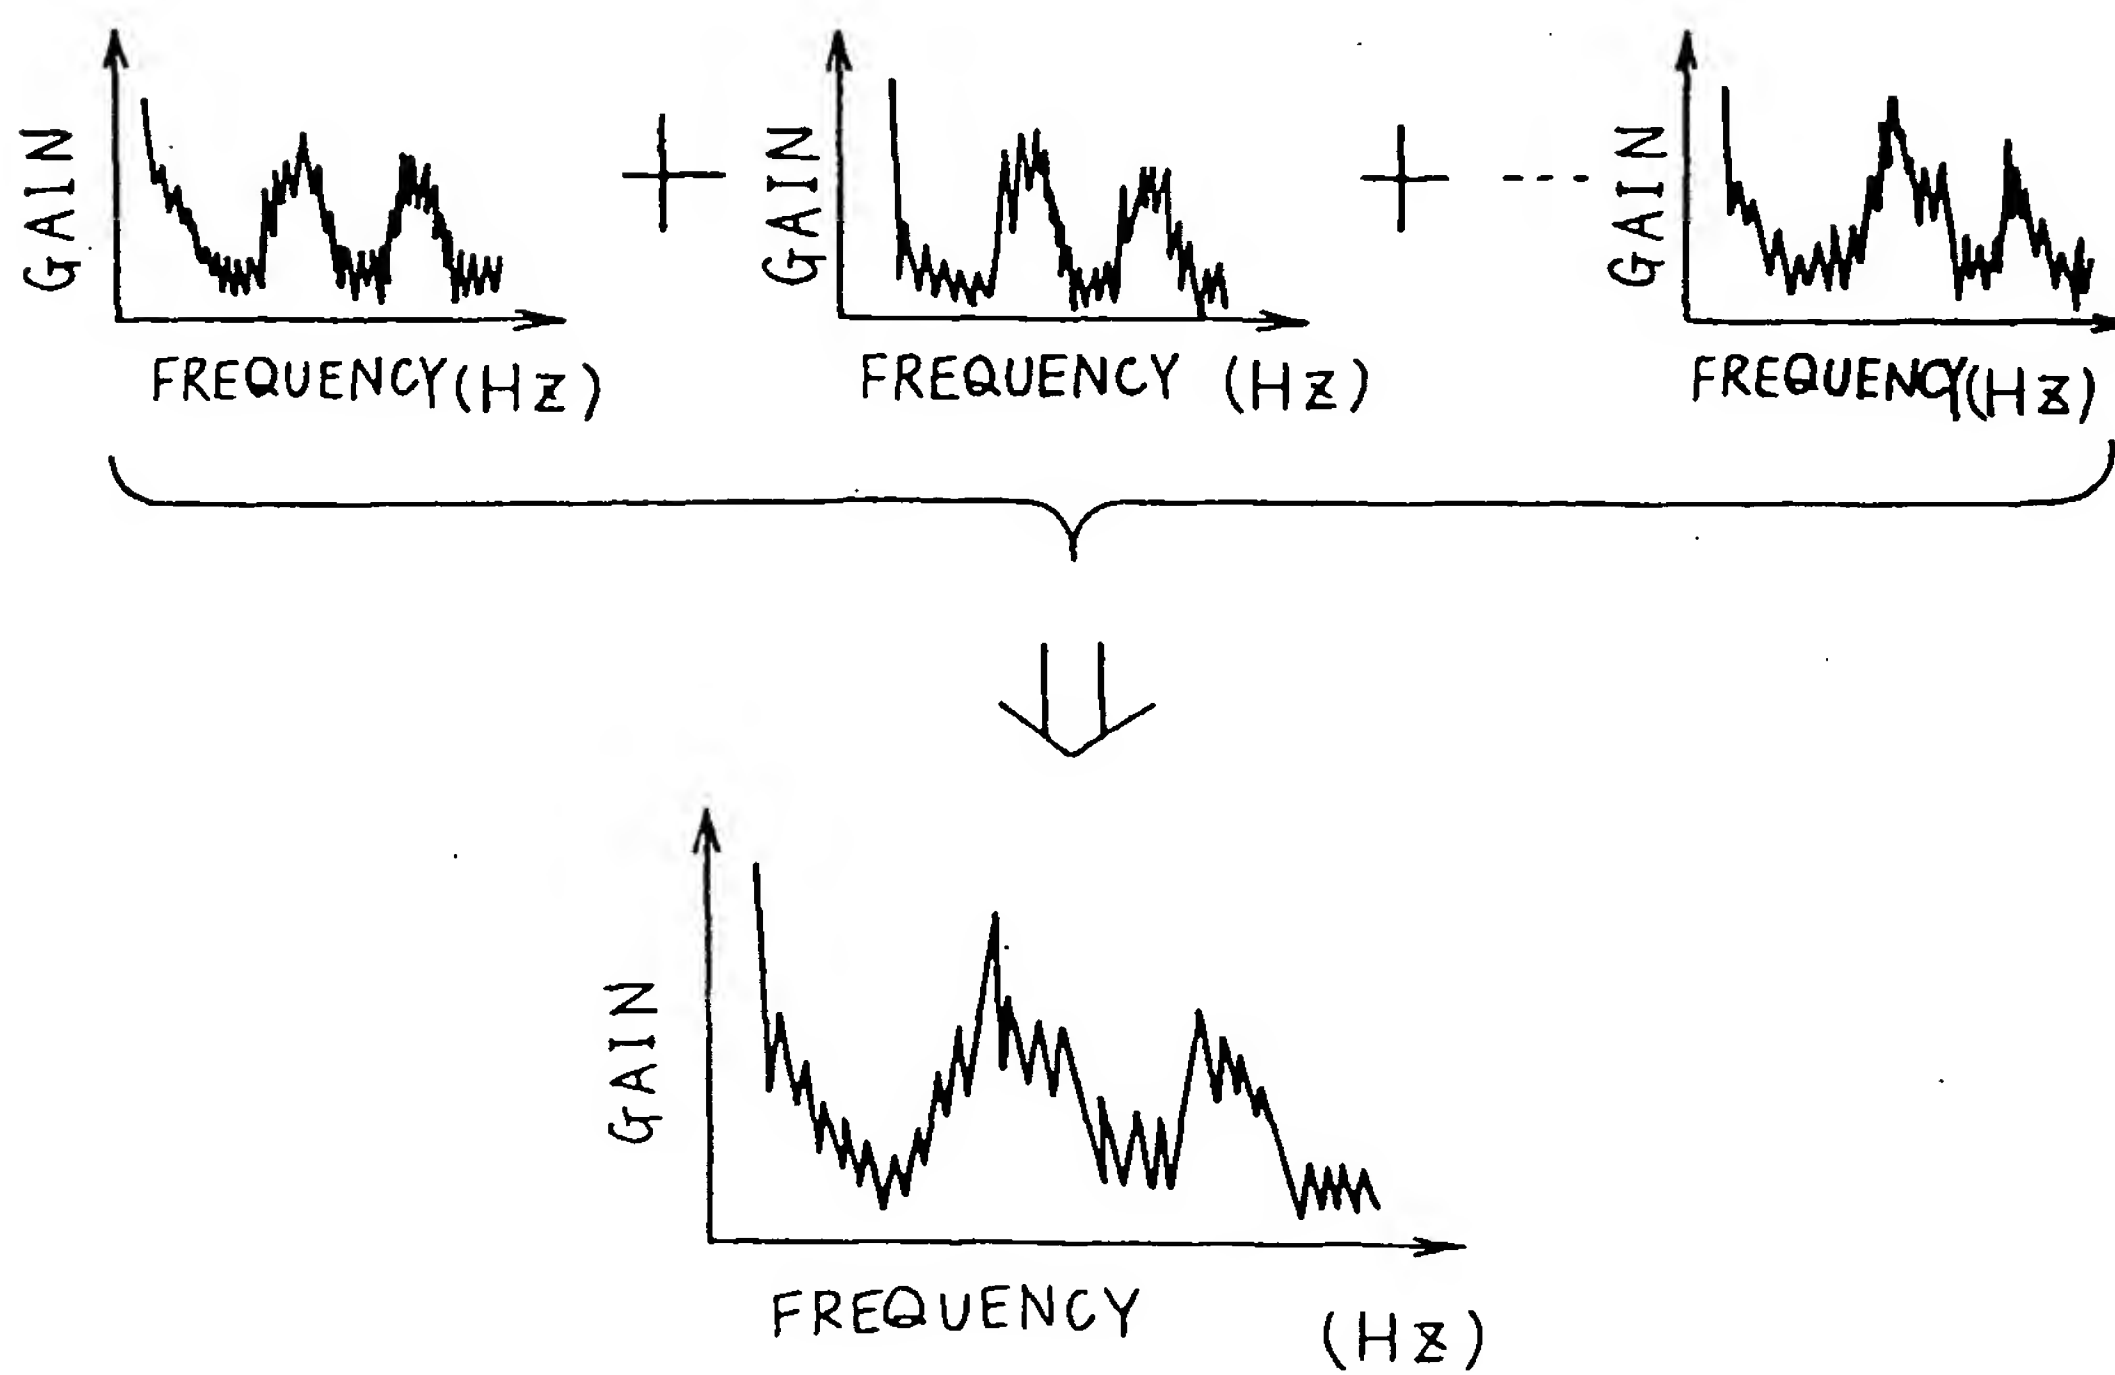 GAIN
FREQUENCY (Hz)
+
GAIN
FREQUENCY (Hz)
+ ----
GAIN
FREQUENCY (Hz)
GAIN
FREQUENCY (Hz)